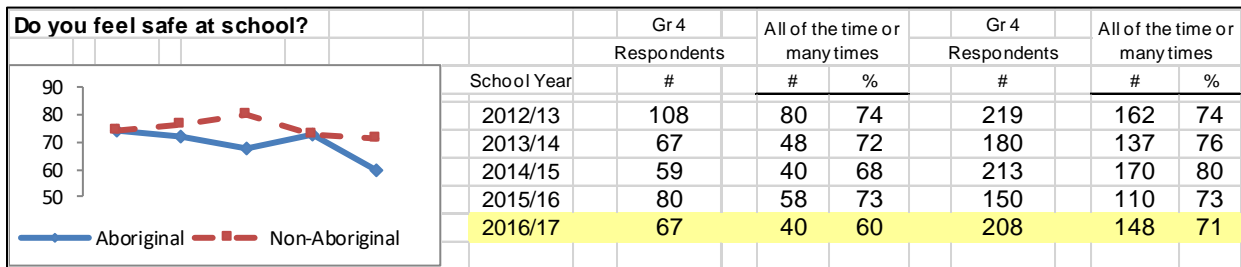 Do you feel safe at school? Gr 4 All of the time or many times Gr 4 All of the time or many times
Respondents Respondents
School Year # # % # # %
2012/13 108 80 74 219 162 74
2013/14 67 48 72 180 137 76
2014/15 59 40 68 213 170 80
2015/16 80 58 73 150 110 73
2016/17 67 40 60 208 148 71
90
80
70
60
50
Aboriginal Non-Aboriginal